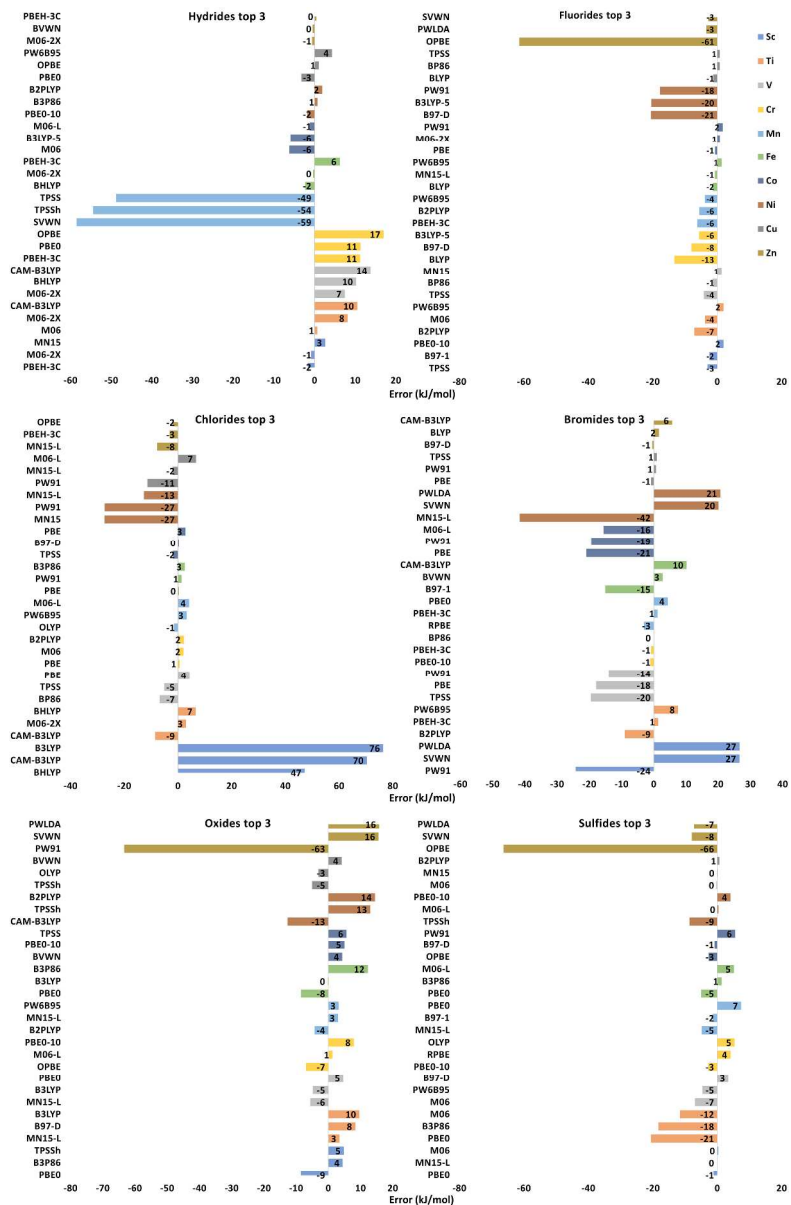 Hydrides top 3
PBEH-3C 0
BVWN 0
M06-2X -1
PW6B95 4
OPBE 1
PBE0 -3
B2PLYP 2
B3P86 1
PBE0-10 -2
M06-L -1
B3LYP-5 -6
M06 -6
PBEH-3C 6
M06-2X 0
BHLYP -2
TPSS -49
TPSSh -54
SVWN -59
OPBE 17
PBE0 11
PBEH-3C 11
CAM-B3LYP 14
BHLYP 10
M06-2X 7
CAM-B3LYP 10
M06-2X 8
M06 1
MN15 3
M06-2X -1
PBEH-3C -2
-60 -50 -40 -30 -20 -10 0 10 20
Error (kJ/mol)
Fluorides top 3
SVWN -3
PWLDA -3
OPBE -61
TPSS 1
BP86 1
BLYP -1
PW91 -18
B3LYP-5 -20
B97-D -21
PW91 2
M06-2X 1
PBE -1
PW6B95 1
MN15-L -1
BLYP -2
PW6B95 -4
B2PLYP -6
PBEH-3C -6
B3LYP-5 -6
B97-D -8
BLYP -13
MN15 1
BP86 -1
TPSS -4
PW6B95 2
M06 -4
B2PLYP -7
PBE0-10 2
B97-1 -2
TPSS -3
-80 -60 -40 -20 0 20
Error (kJ/mol)
Sc
Ti
V
Cr
Mn
Fe
Co
Ni
Cu
Zn
Chlorides top 3
OPBE -2
PBEH-3C -3
MN15-L -8
M06-L 7
MN15-L -2
PW91 -11
MN15-L -13
PW91 -27
MN15 -27
PBE 3
B97-D 0
TPSS -2
B3P86 3
PW91 1
PBE 0
M06-L 4
PW6B95 3
OLYP -1
B2PLYP 2
M06 2
PBE 1
PBE 4
TPSS -5
BP86 -7
BHLYP 7
M06-2X 3
CAM-B3LYP -9
B3LYP 76
CAM-B3LYP 70
BHLYP 47
-40 -20 0 20 40 60 80
Error (kJ/mol)
Bromides top 3
CAM-B3LYP 6
BLYP 2
B97-D -1
TPSS 1
PW91 1
PBE -1
PWLDA 21
SVWN 20
MN15-L -42
M06-L -16
PW91 -19
PBE -21
CAM-B3LYP 10
BVWN 3
B97-1 -15
PBE0 4
PBEH-3C 1
RPBE -3
BP86 0
PBEH-3C -1
PBE0-10 -1
PW91 -14
PBE -18
TPSS -20
PW6B95 8
PBEH-3C 1
B2PLYP -9
PWLDA 27
SVWN 27
PW91 -24
-60 -50 -40 -30 -20 -10 0 10 20 30 40
Error (kJ/mol)
Oxides top 3
PWLDA 16
SVWN 16
PW91 -63
BVWN 4
OLYP -3
TPSSh -5
B2PLYP 14
TPSSh 13
CAM-B3LYP -13
TPSS 6
PBE0-10 5
BVWN 4
B3P86 12
B3LYP 0
PBE0 -8
PW6B95 3
MN15-L 3
B2PLYP -4
PBE0-10 8
M06-L 1
OPBE -7
PBE0 5
B3LYP -5
MN15-L -6
B3LYP 10
B97-D 8
MN15-L 3
TPSSh 5
B3P86 4
PBE0 -9
-80 -70 -60 -50 -40 -30 -20 -10 0 10 20
Error (kJ/mol)
Sulfides top 3
PWLDA -7
SVWN -8
OPBE -66
B2PLYP 1
MN15 0
M06 0
PBE0-10 4
M06-L 0
TPSSh -9
PW91 6
B97-D -1
OPBE -3
M06-L 5
B3P86 1
PBE0 -5
PBE0 7
B97-1 -2
MN15-L -5
OLYP 5
RPBE 4
PBE0-10 -3
B97-D 3
PW6B95 -5
M06 -7
M06 -12
B3P86 -18
PBE0 -21
M06 0
MN15-L 0
PBE0 -1
-80 -60 -40 -20 0 20
Error (kJ/mol)